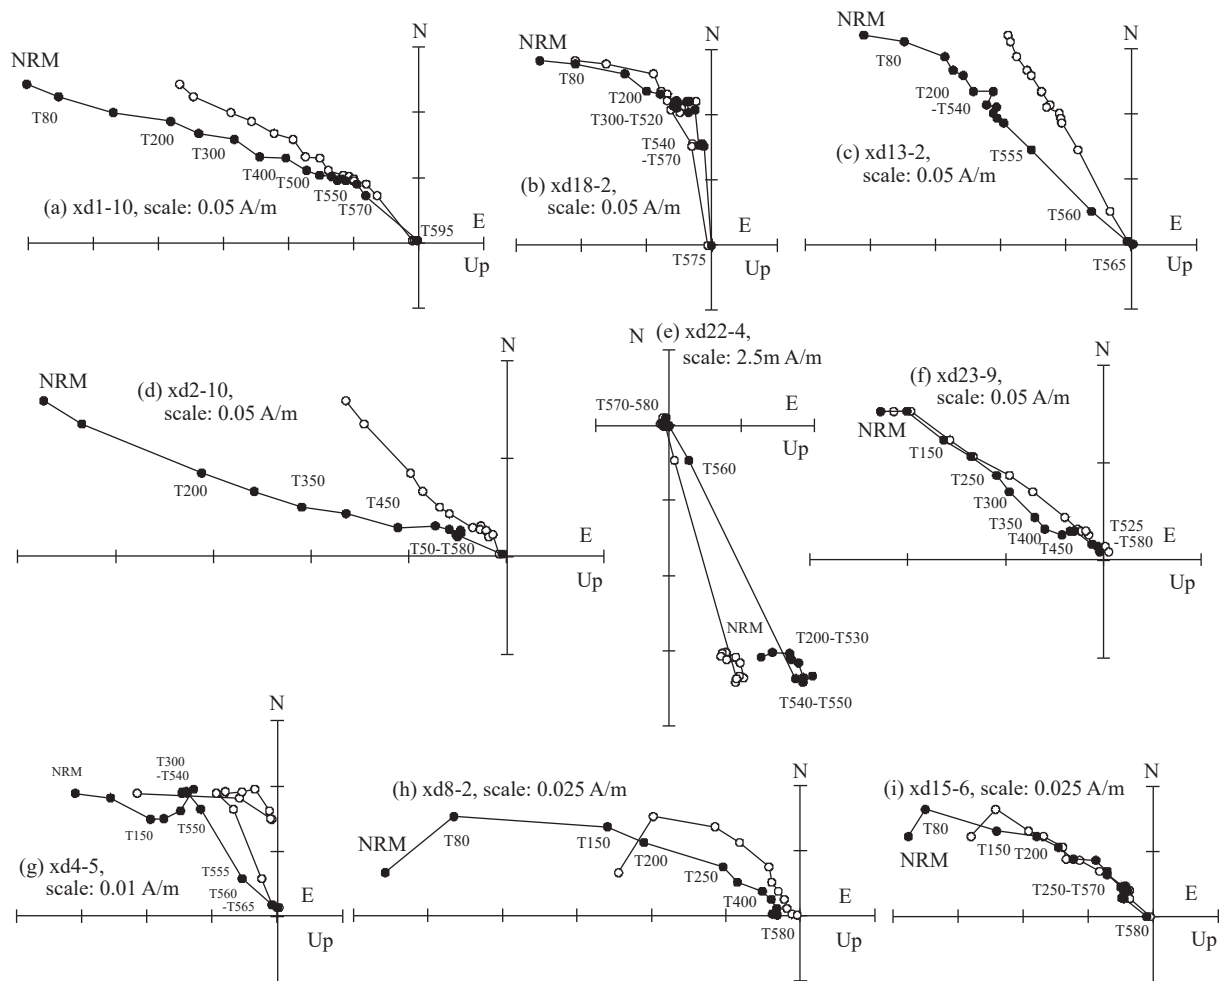 N
NRM
T80
T200
T300
T400
T500
T550
T570
T595
(a) xd1-10, scale: 0.05 A/m
E
Up
N
NRM
T80
T200
T300-T520
T540
-T570
(b) xd18-2,
scale: 0.05 A/m
E
Up
T575
N
NRM
T80
T200
-T540
(c) xd13-2,
scale: 0.05 A/m
T555
T560
E
T565
Up
N
NRM
(d) xd2-10,
scale: 0.05 A/m
T200
T350
T450
T50-T580
E
Up
(e) xd22-4,
N
scale: 2.5m A/m
T570-580
E
Up
T560
NRM
T200-T530
T540-T550
N
(f) xd23-9,
scale: 0.05 A/m
NRM
T150
T250
T300
T350
T400
T450
T525
-T580
E
Up
N
NRM
T300
-T540
T150
T550
(g) xd4-5,
scale: 0.01 A/m
T555
T560
-T565
E
Up
N
(h) xd8-2, scale: 0.025 A/m
NRM
T80
T150
T200
T250
T400
T580
E
Up
N
(i) xd15-6, scale: 0.025 A/m
T80
NRM
T150
T200
T250-T570
T580
E
Up